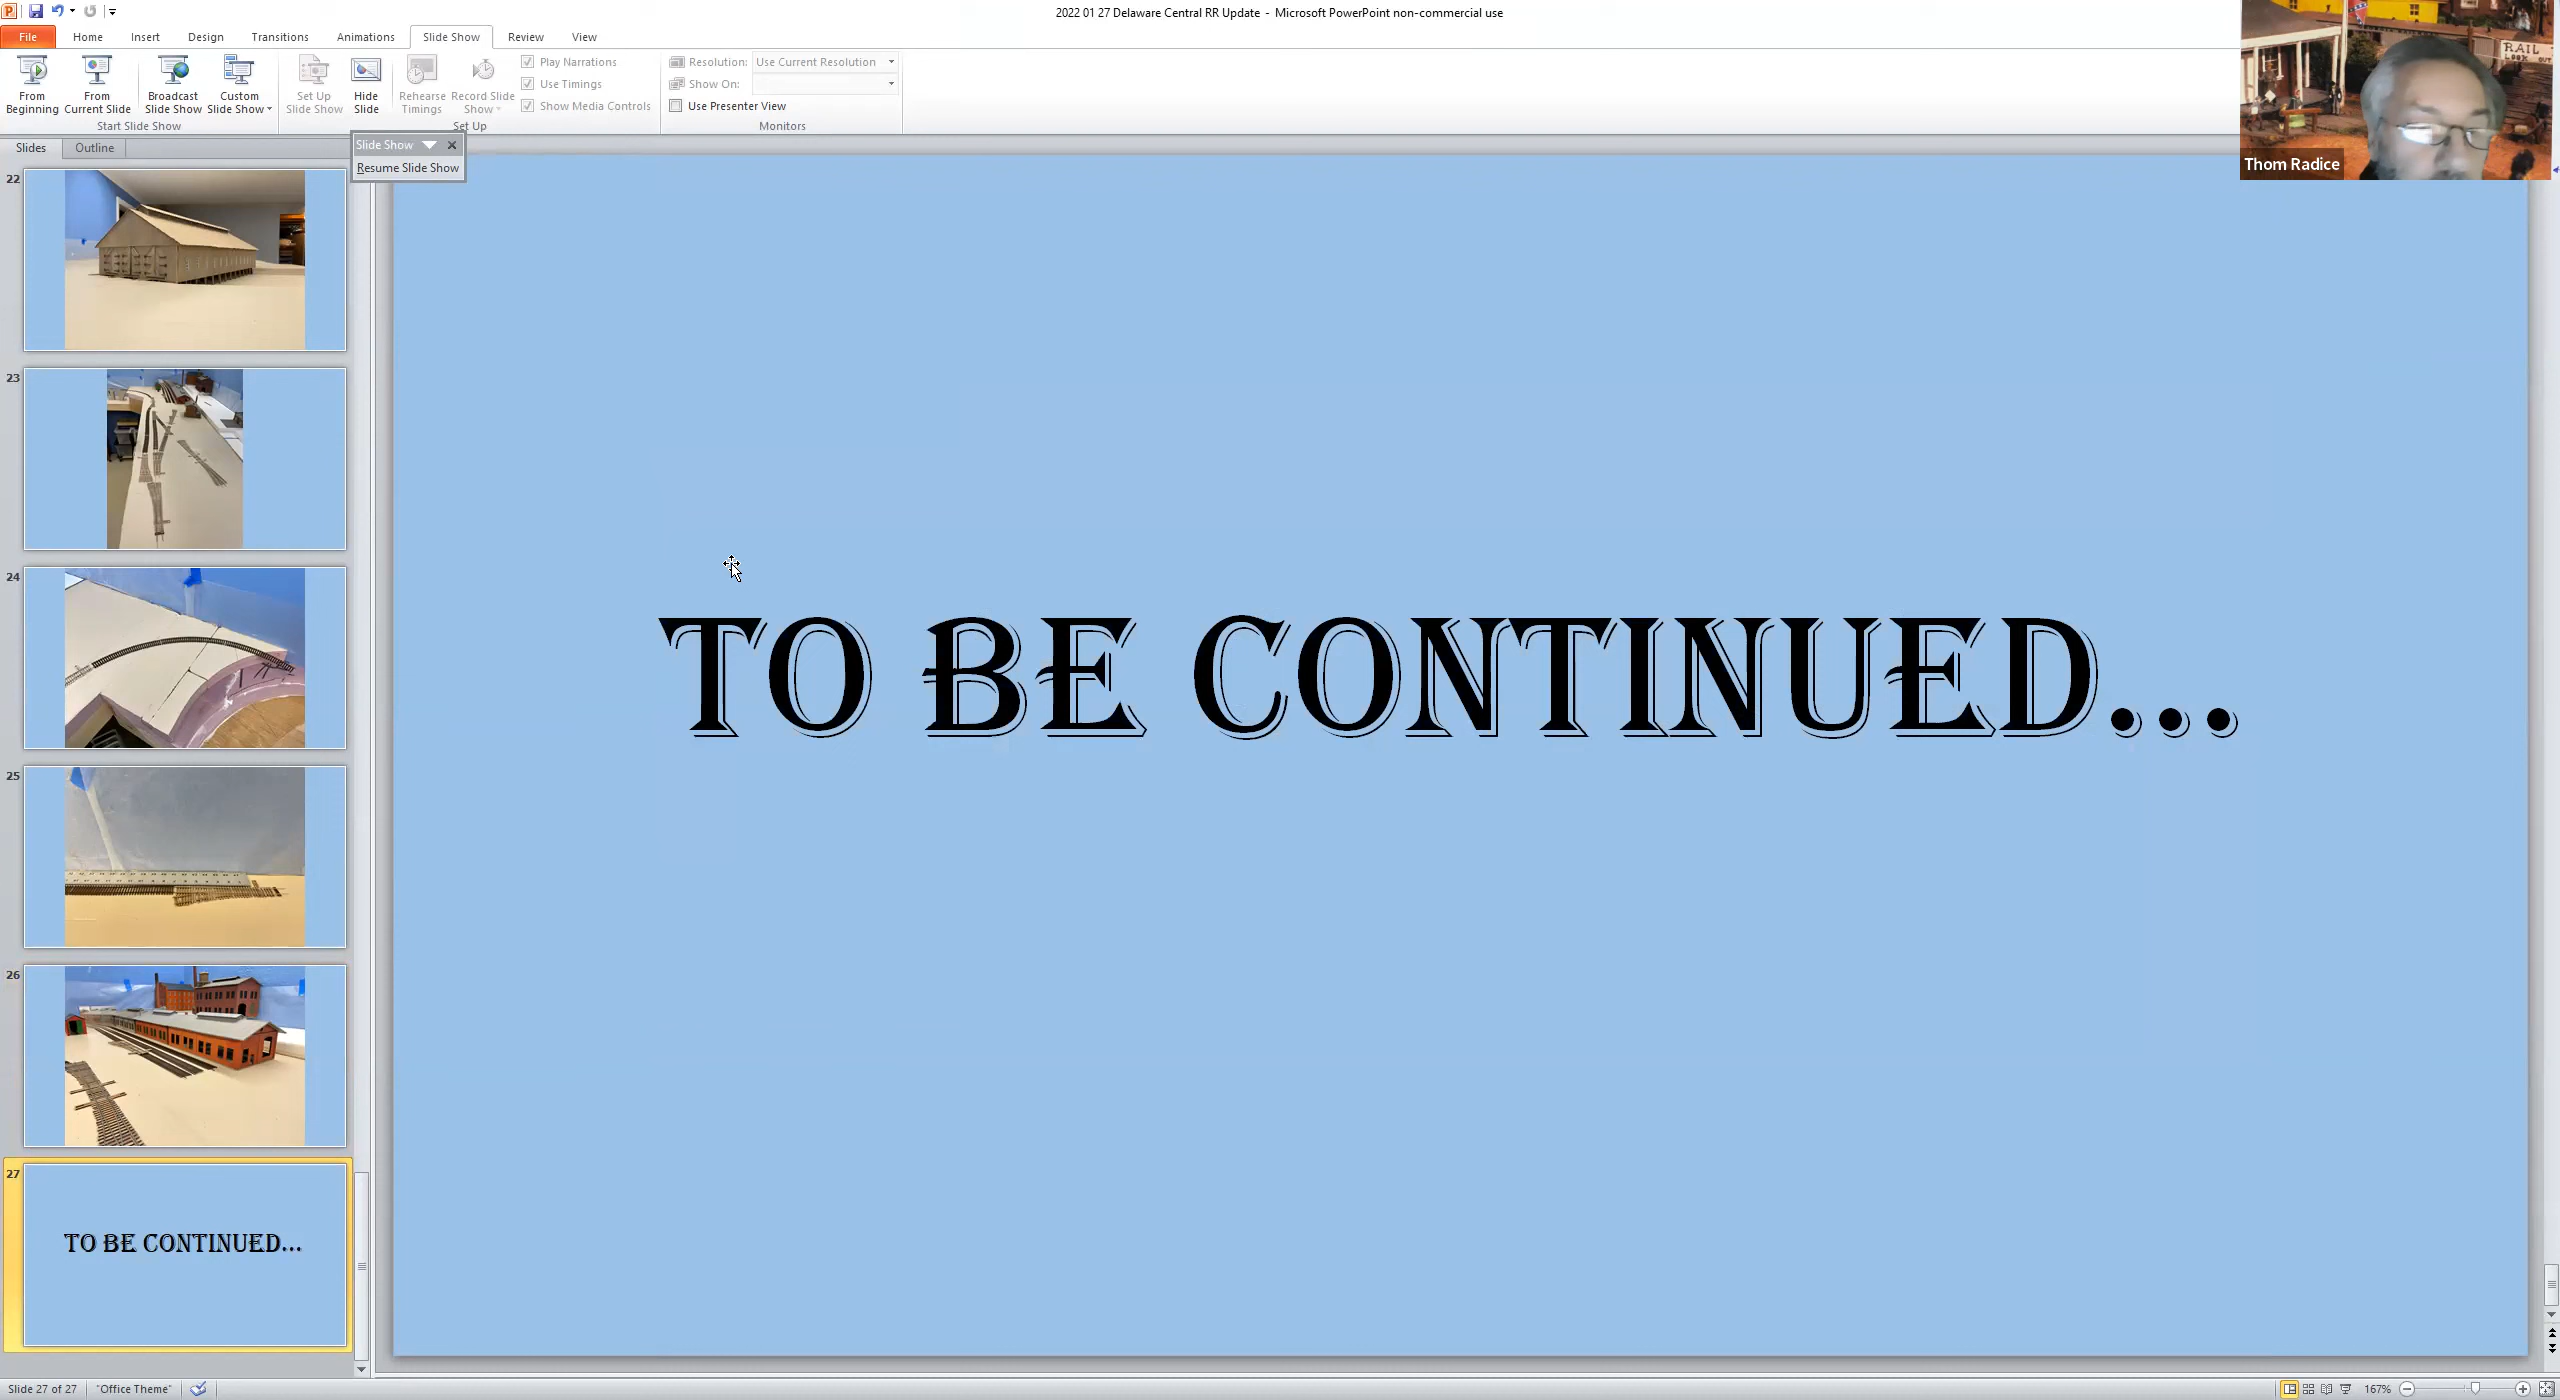 2022 01 27 Delaware Central RR Update - Microsoft PowerPoint non-commercial use
File Home Insert Design Transitions Animations Slide Show Review View
From Beginning
From Current Slide
Broadcast Slide Show
Custom Slide Show
Start Slide Show
Set Up Slide Show
Hide Slide
Rehearse Timings
Record Slide Show
Play Narrations
Use Timings
Show Media Controls
Set Up
Resolution: Use Current Resolution
Show On:
Use Presenter View
Monitors
RAIL
Thom Radice
Slides Outline
Slide Show
Resume Slide Show
22
23
24
25
26
27
TO BE CONTINUED...
TO BE CONTINUED...
Slide 27 of 27 "Office Theme" 167%